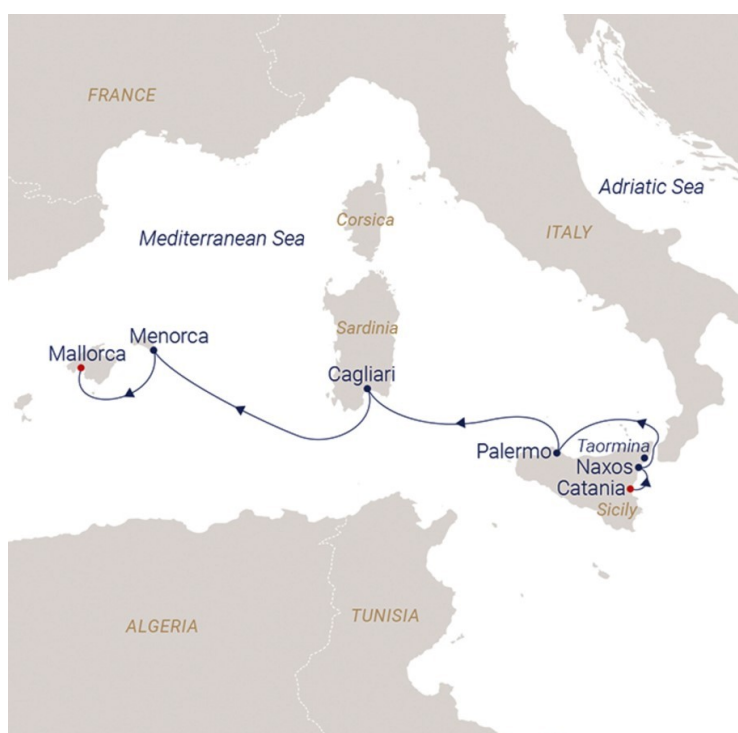 FRANCE
Adriatic Sea
Corsica
ITALY
Mediterranean Sea
Sardinia
Menorca
Mallorca
Cagliari
Taormina
Palermo
Naxos
Catania
Sicily
TUNISIA
ALGERIA